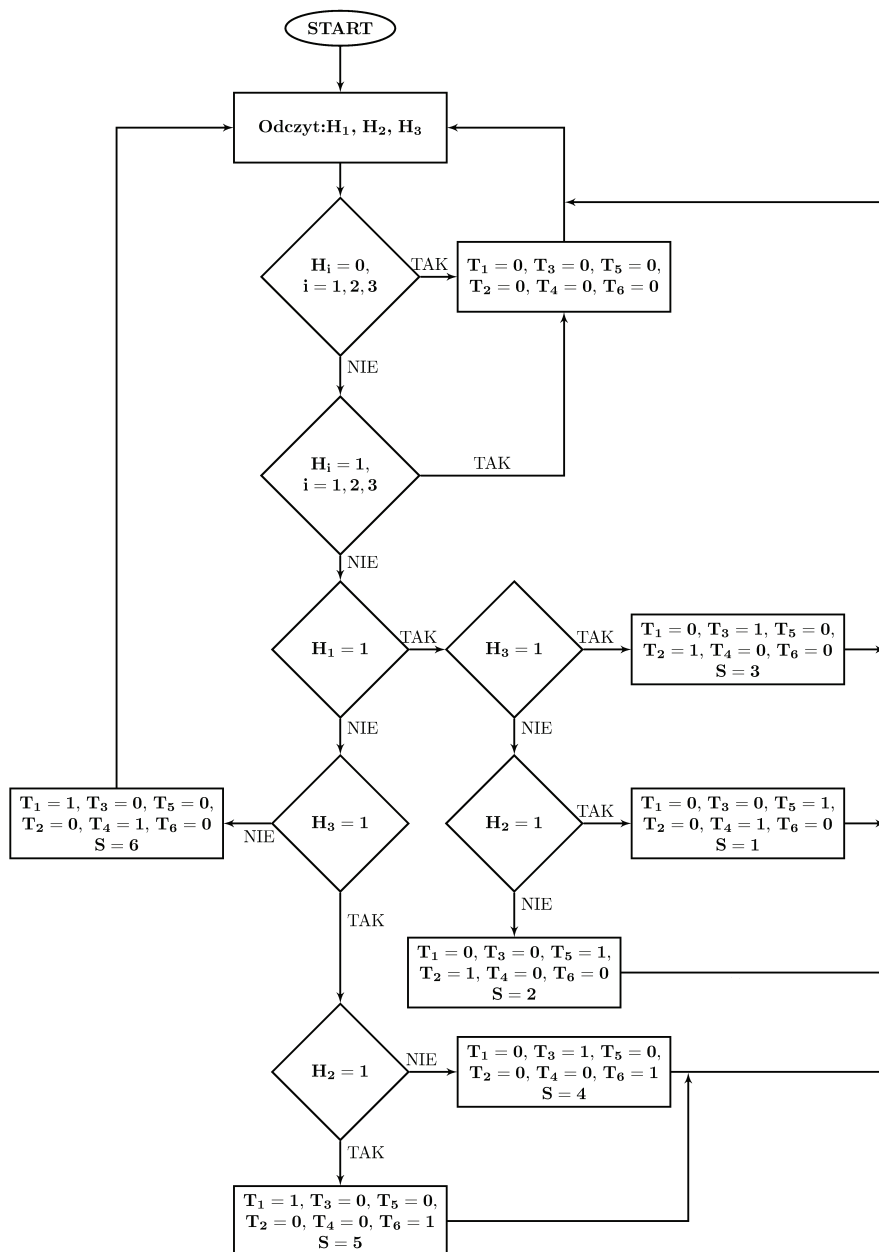 START
Odczyt:H₁, H₂, H₃
Hᵢ = 0,
i = 1, 2, 3
TAK
T₁ = 0, T₃ = 0, T₅ = 0,
T₂ = 0, T₄ = 0, T₆ = 0
NIE
Hᵢ = 1,
i = 1, 2, 3
TAK
NIE
H₁ = 1
TAK
H₃ = 1
TAK
T₁ = 0, T₃ = 1, T₅ = 0,
T₂ = 1, T₄ = 0, T₆ = 0
S = 3
NIE
NIE
T₁ = 1, T₃ = 0, T₅ = 0,
T₂ = 0, T₄ = 1, T₆ = 0
S = 6
NIE
H₃ = 1
H₂ = 1
TAK
T₁ = 0, T₃ = 0, T₅ = 1,
T₂ = 0, T₄ = 1, T₆ = 0
S = 1
TAK
NIE
T₁ = 0, T₃ = 0, T₅ = 1,
T₂ = 1, T₄ = 0, T₆ = 0
S = 2
H₂ = 1
NIE
T₁ = 0, T₃ = 1, T₅ = 0,
T₂ = 0, T₄ = 0, T₆ = 1
S = 4
TAK
T₁ = 1, T₃ = 0, T₅ = 0,
T₂ = 0, T₄ = 0, T₆ = 1
S = 5